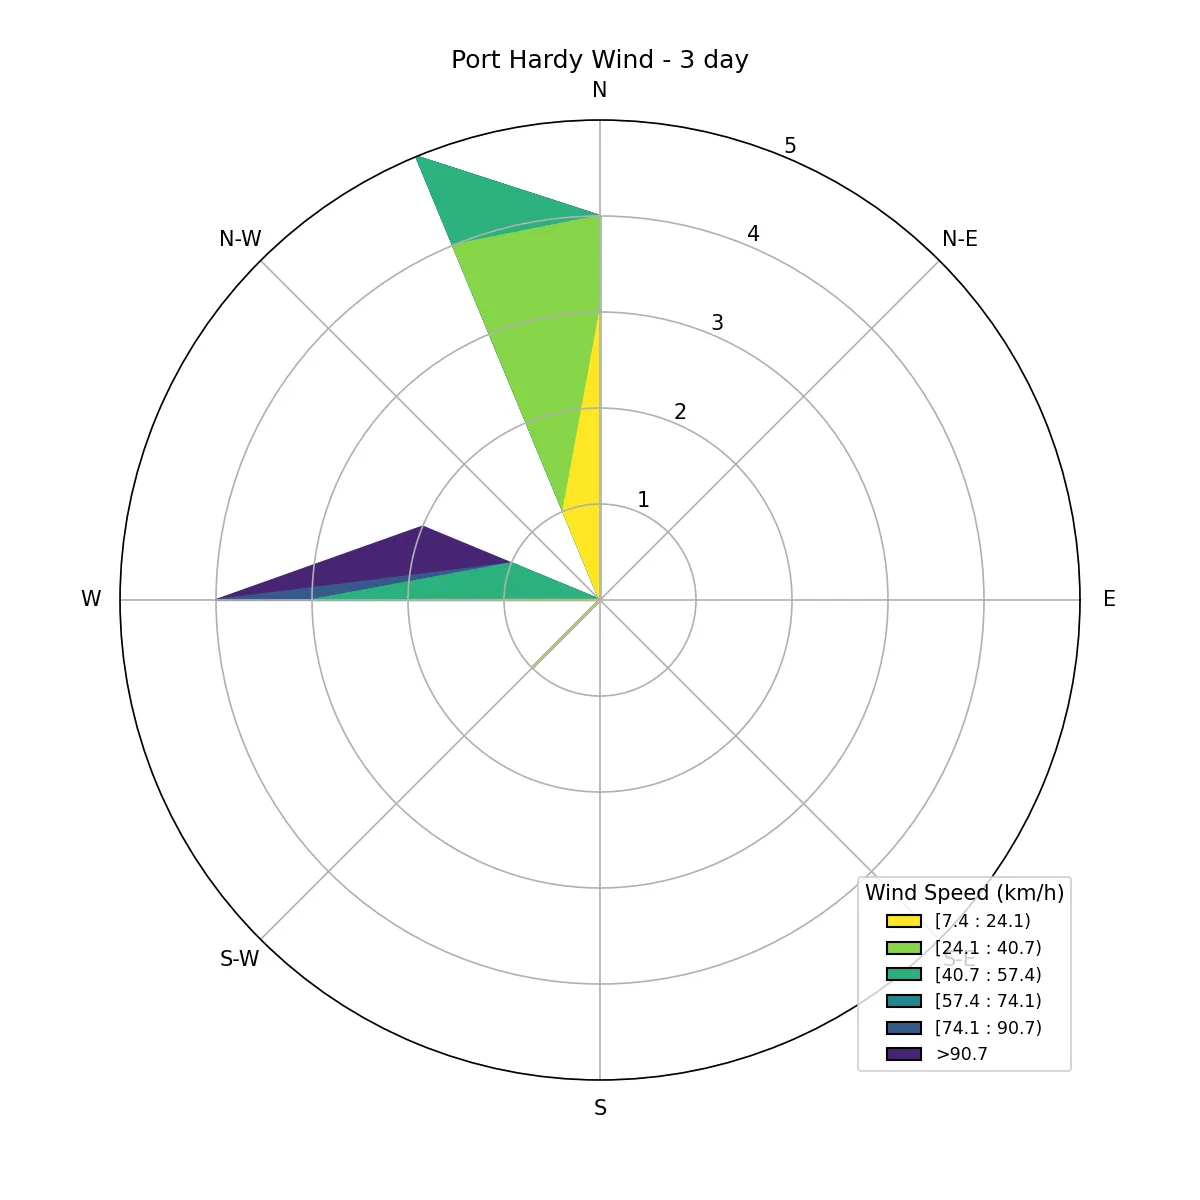 Port Hardy Wind - 3 day
N
5
4
N-W
N-E
3
2
1
W
E
Wind Speed (km/h)
[7.4 : 24.1)
[24.1 : 40.7)
S-W
S-E
[40.7 : 57.4)
[57.4 : 74.1)
[74.1 : 90.7)
>90.7
S